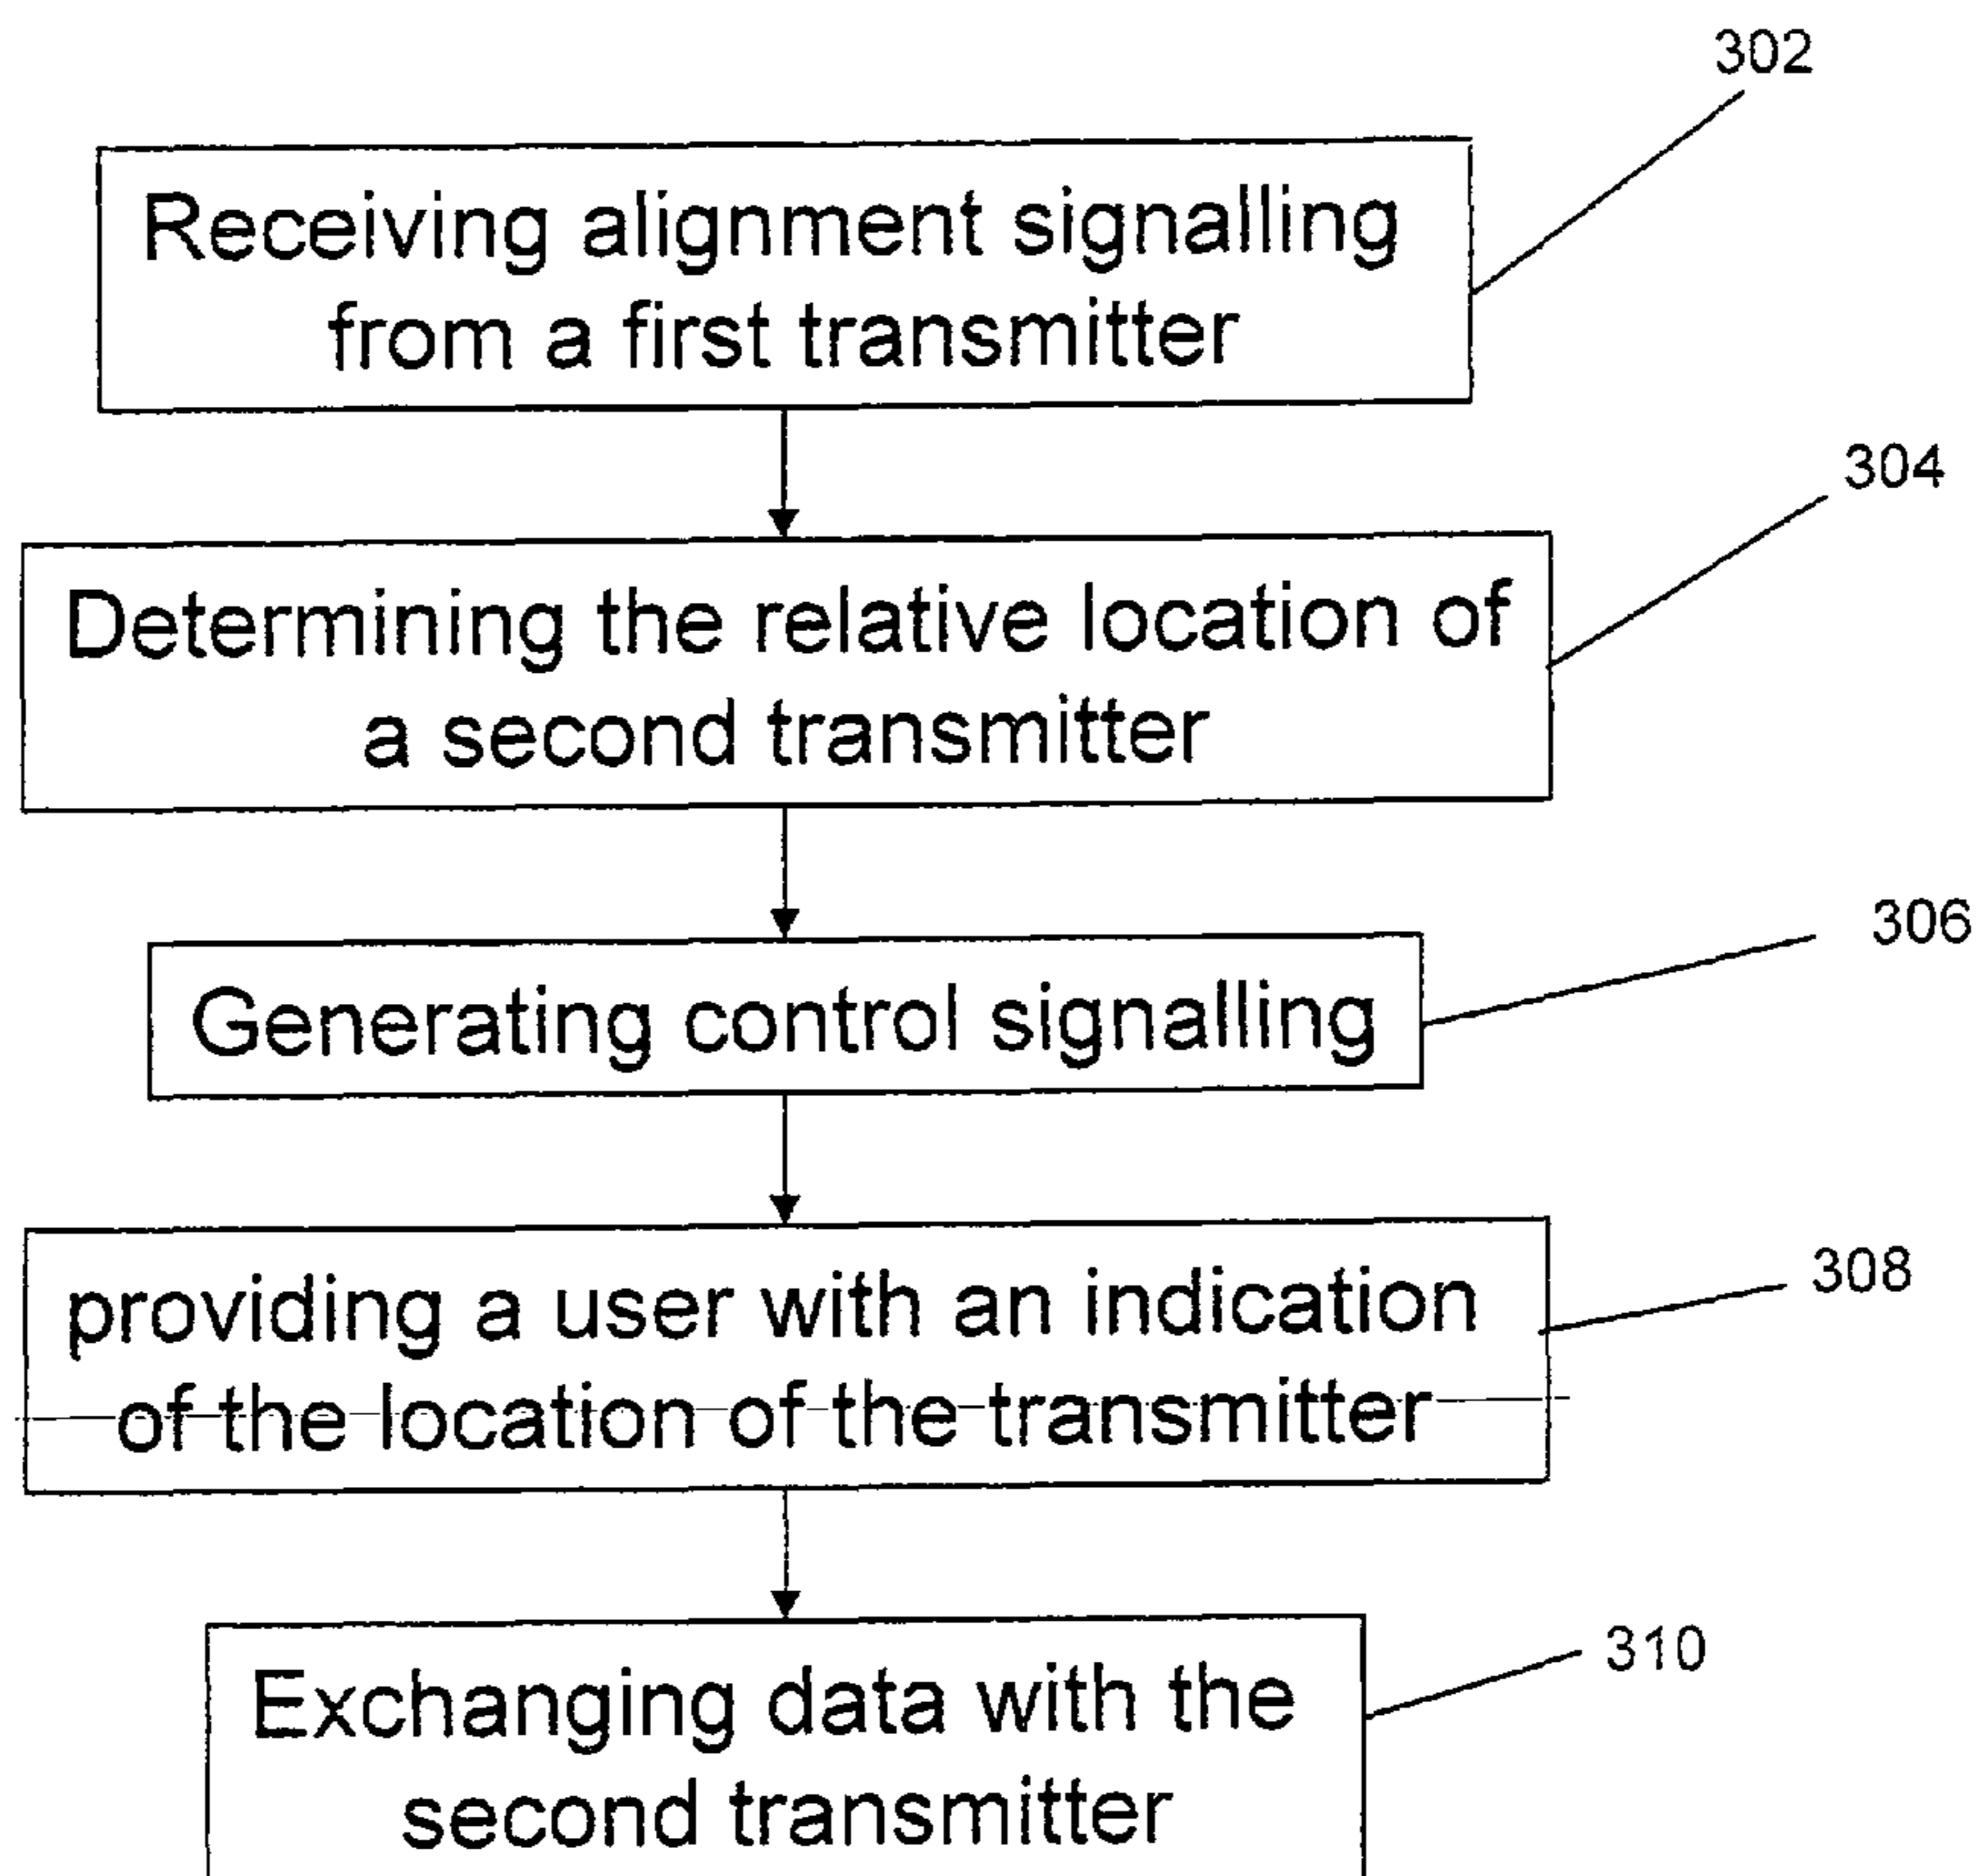 302
Receiving alignment signalling
from a first transmitter
304
Determining the relative location of
a second transmitter
306
Generating control signalling
308
providing a user with an indication
of the location of the transmitter
310
Exchanging data with the
second transmitter